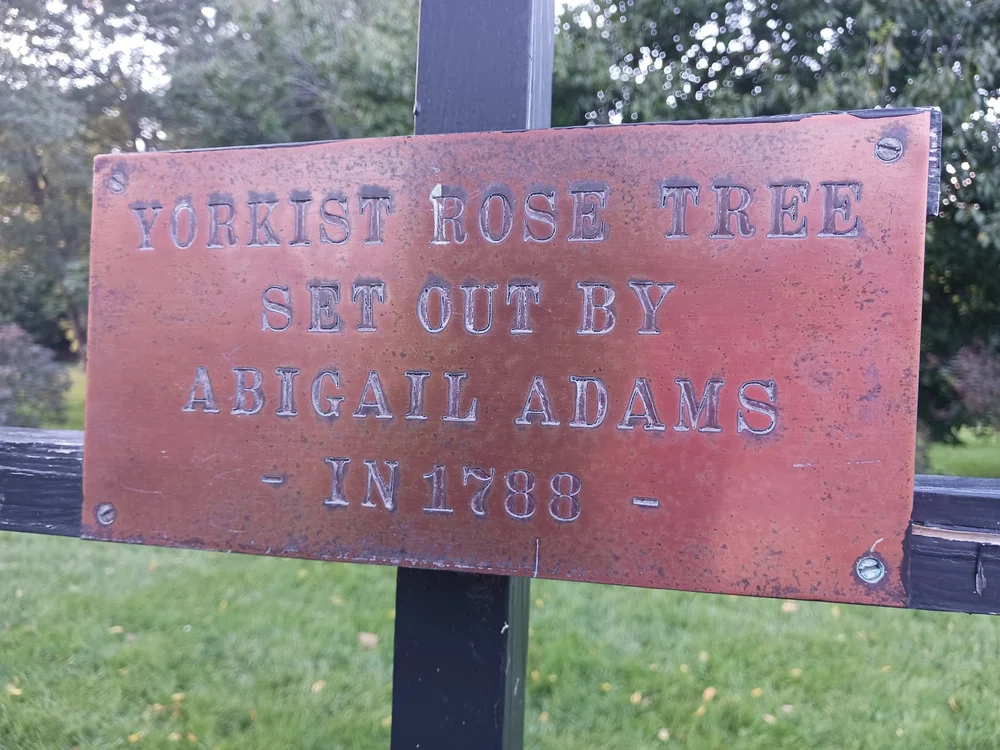 YORKIST ROSE TREE
SET OUT BY
ABIGAIL ADAMS
- IN 1788 -